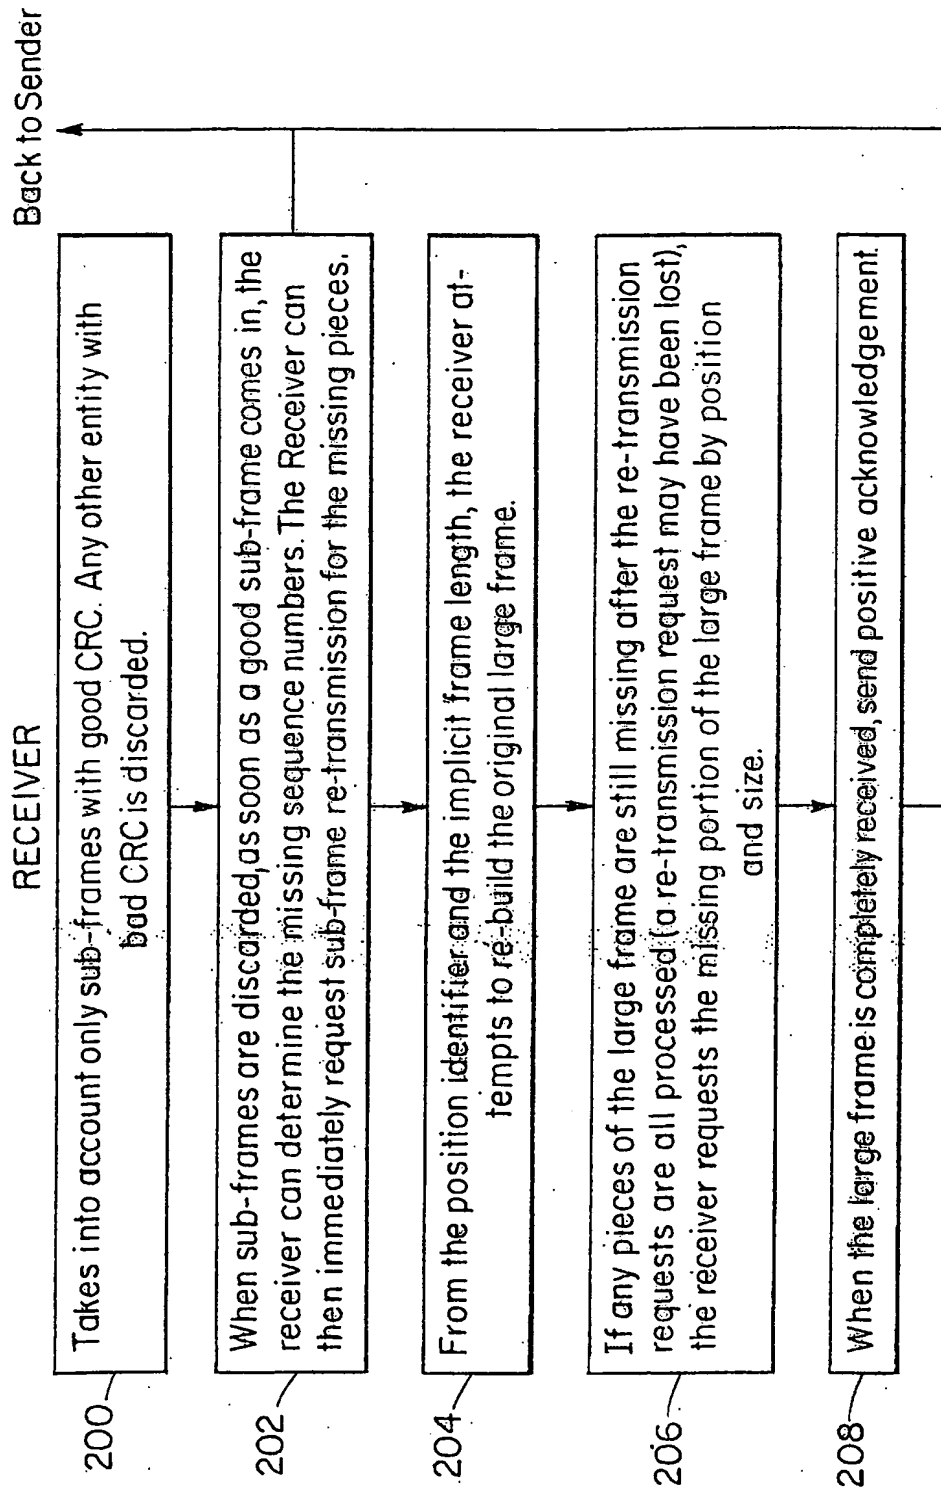 RECEIVER
Back to Sender
200
Takes into account only sub-frames with good CRC. Any other entity with
bad CRC is discarded.
202
When sub-frames are discarded, as soon as a good sub-frame comes in, the
receiver can determine the missing sequence numbers. The Receiver can
then immediately request sub-frame re-transmission for the missing pieces.
204
From the position identifier and the implicit frame length, the receiver at-
tempts to re-build the original large frame.
206
If any pieces of the large frame are still missing after the re-transmission
requests are all processed (a re-transmission request may have been lost),
the receiver requests the missing portion of the large frame by position
and size.
208
When the large frame is completely received, send positive acknowledgement.